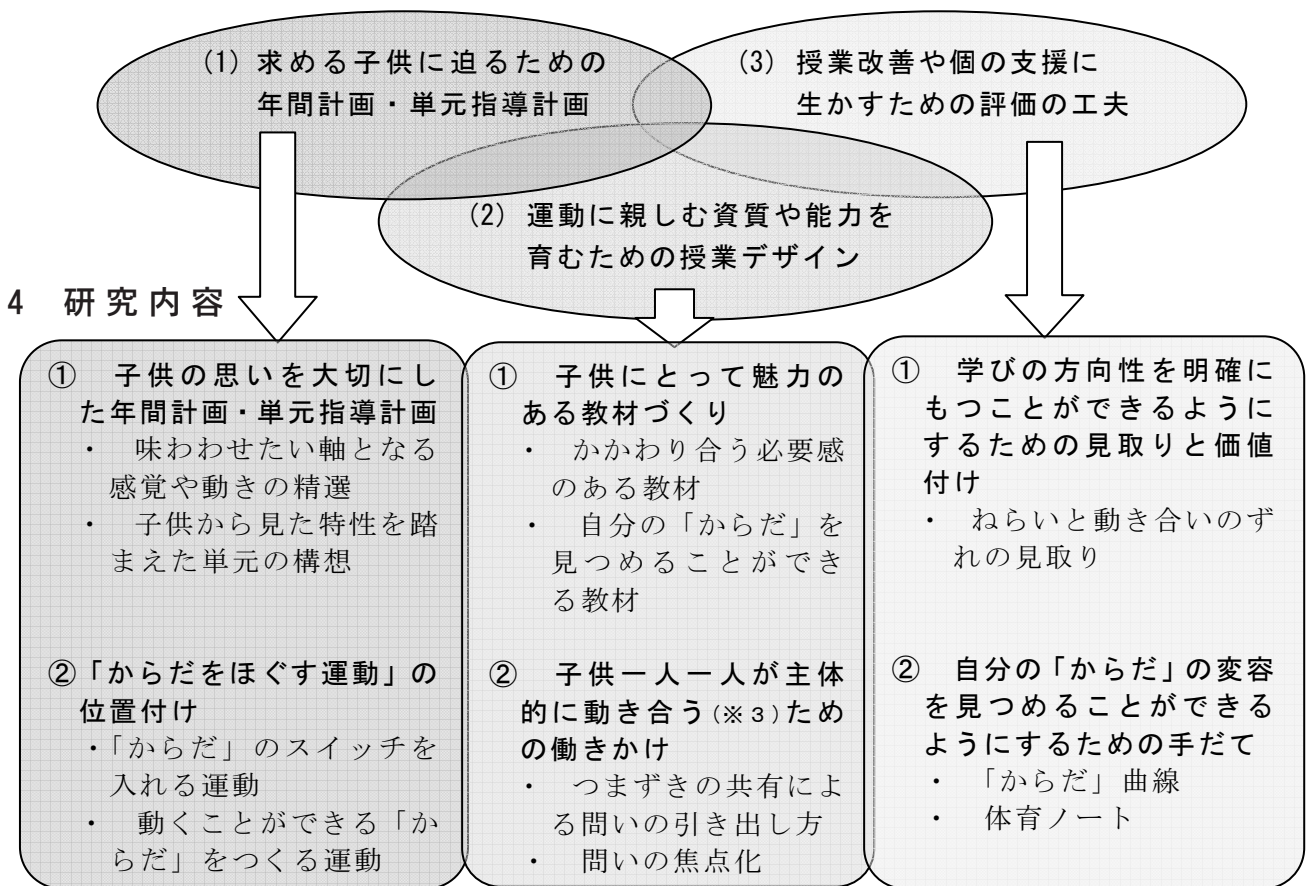 (1) 求める子供に迫るための
年間計画・単元指導計画
(3) 授業改善や個の支援に
生かすための評価の工夫
(2) 運動に親しむ資質や能力を
育むための授業デザイン
4 研究内容
① 子供の思いを大切にし
た年間計画・単元指導計画
・ 味わわせたい軸となる
感覚や動きの精選
・ 子供から見た特性を踏
まえた単元の構想
②「からだをほぐす運動」の
位置付け
・「からだ」のスイッチを
入れる運動
・ 動くことができる「か
らだ」をつくる運動
① 子供にとって魅力の
ある教材づくり
・ かかわり合う必要感
のある教材
・ 自分の「からだ」を
見つめることができ
る教材
② 子供一人一人が主体
的に動き合う(※3)ため
の働きかけ
・ つまずきの共有によ
る問いの引き出し方
・ 問いの焦点化
① 学びの方向性を明確に
もつことができるように
するための見取りと価値
付け
・ ねらいと動き合いのず
れの見取り
② 自分の「からだ」の変容
を見つめることができる
ようにするための手だて
・ 「からだ」曲線
・ 体育ノート